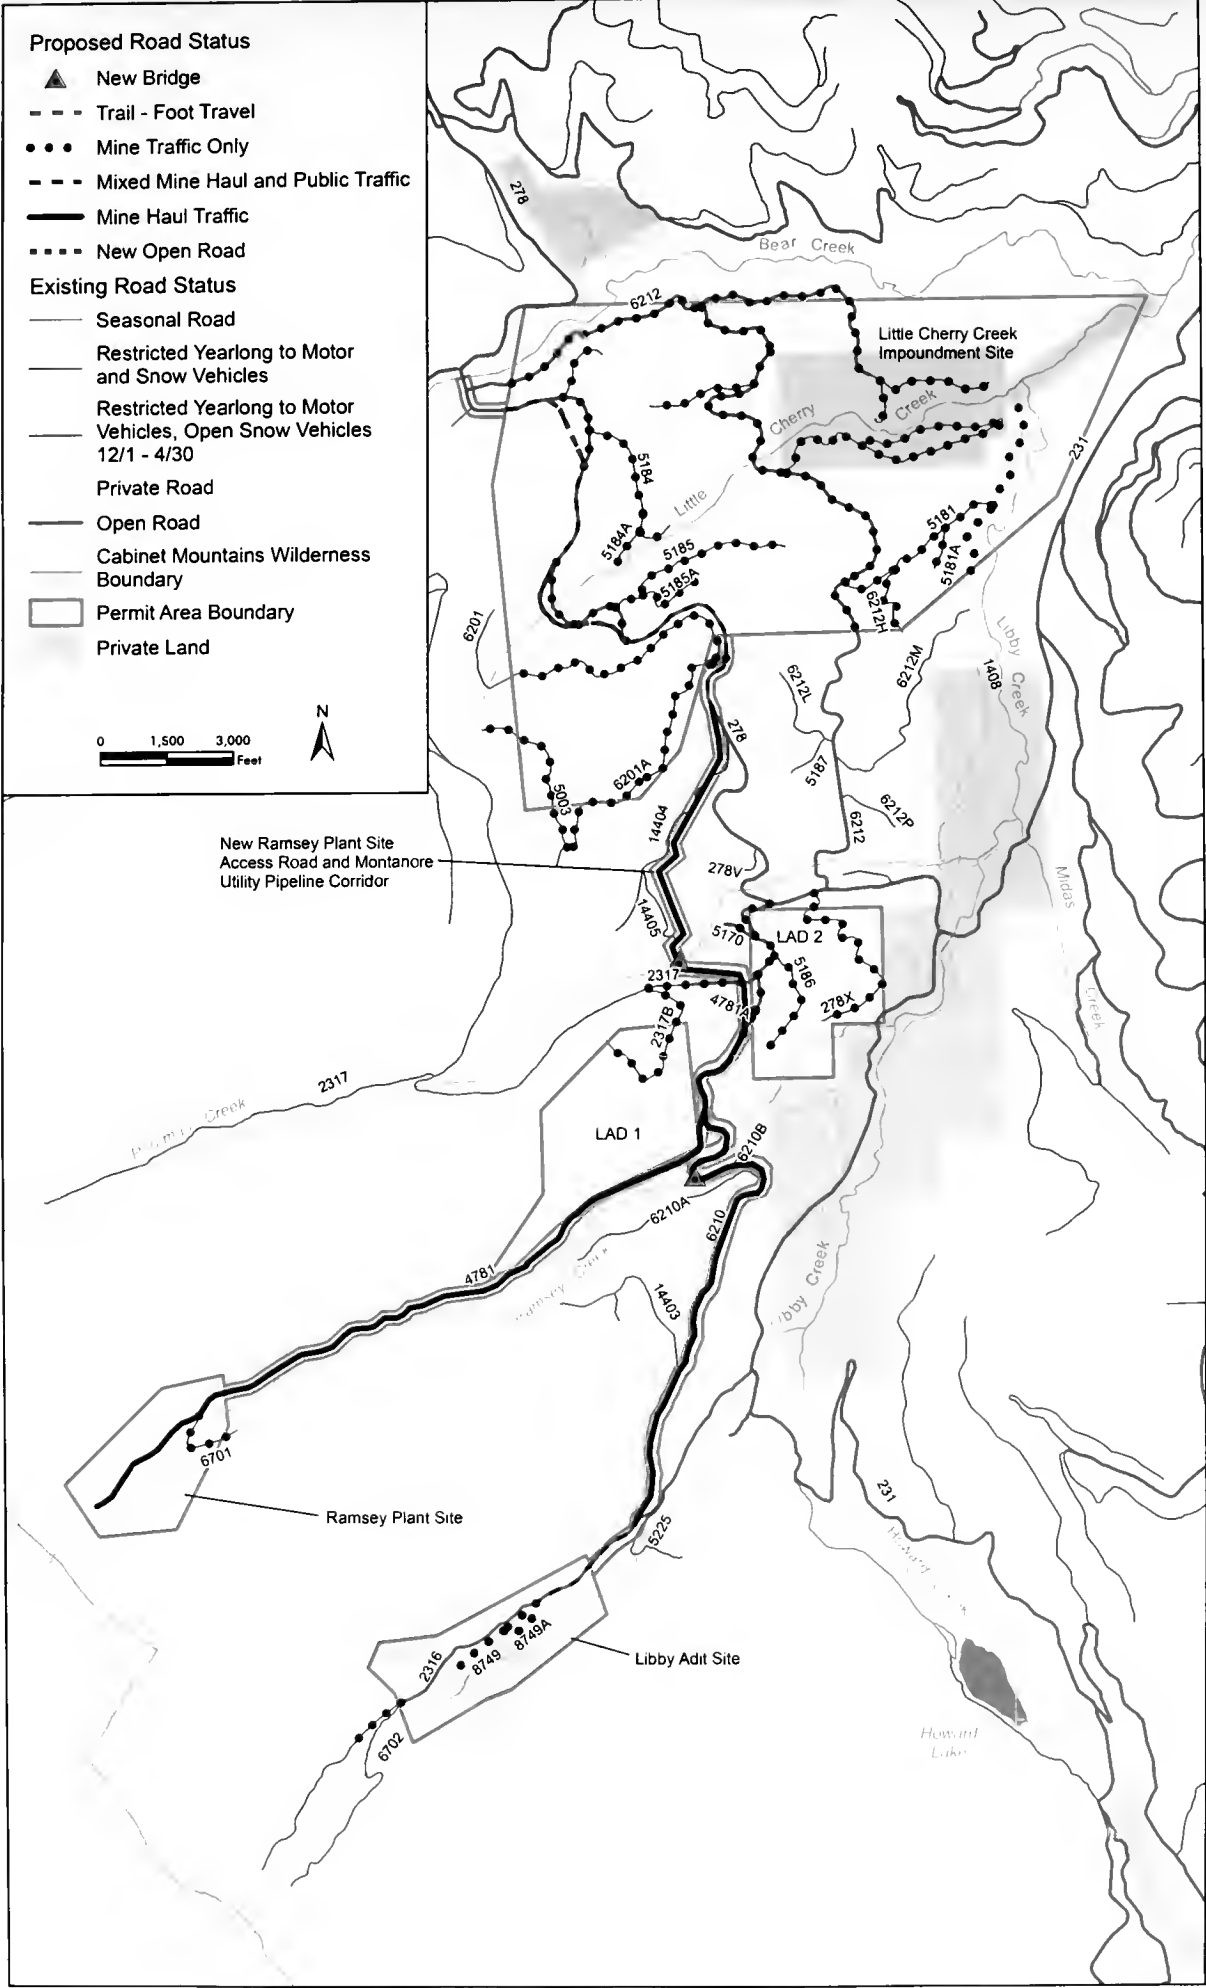 Proposed Road Status
New Bridge
Trail - Foot Travel
Mine Traffic Only
Mixed Mine Haul and Public Traffic
Mine Haul Traffic
New Open Road
Existing Road Status
Seasonal Road
Restricted Yearlong to Motor
and Snow Vehicles
Restricted Yearlong to Motor
Vehicles, Open Snow Vehicles
12/1 - 4/30
Private Road
Open Road
Cabinet Mountains Wilderness
Boundary
Permit Area Boundary
Private Land
N
0 1,500 3,000
Feet
278
Bear Creek
6212
Little Cherry Creek
Impoundment Site
Cherry
Creek
231
5184
Little
5184A
5185
5185A
5181
5181A
6212H
6201
Libby
Creek
6212M
1408
6212L
278
5187
6201A
5003
14404
6212P
6212
New Ramsey Plant Site
Access Road and Montanore
Utility Pipeline Corridor
278V
Midas
14405
5170
LAD 2
2317
5186
278X
4781A
Creek
2317B
2317
Creek
LAD 1
6210B
6210A
6210
4781
Creek
14403
6701
Ramsey Plant Site
231
5225
8749A
8749
2316
Libby Adit Site
6702
Howard
Lake